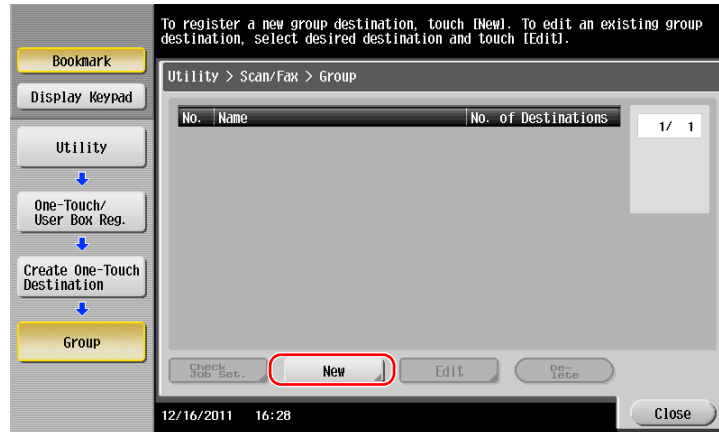 To register a new group destination, touch [New]. To edit an existing group
destination, select desired destination and touch [Edit].
Bookmark
Display Keypad
Utility
One-Touch/
User Box Reg.
Create One-Touch
Destination
Group
Utility > Scan/Fax > Group
No. Name No. of Destinations
1/ 1
Check
Job Set.
New
Edit
De-
lete
12/16/2011 16:28
Close